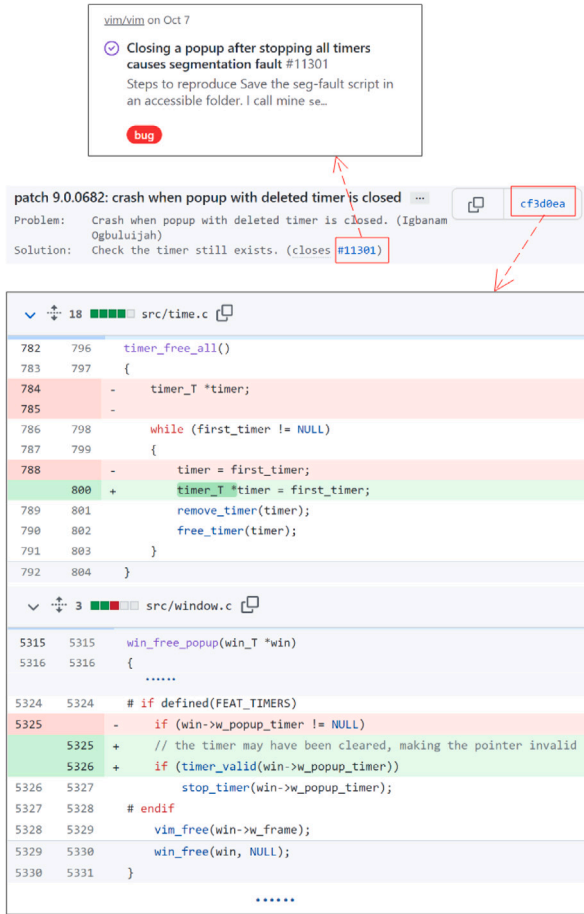 vim/vim on Oct 7
Closing a popup after stopping all timers
causes segmentation fault #11301
Steps to reproduce Save the seg-fault script in
an accessible folder. I call mine se…
bug
patch 9.0.0682: crash when popup with deleted timer is closed ...
cf3d0ea
Problem: Crash when popup with deleted timer is closed. (Igbanam
Ogbuluijah)
Solution: Check the timer still exists. (closes #11301)
18 src/time.c
782 796 timer_free_all()
783 797 {
784 - timer_T *timer;
785 -
786 798 while (first_timer != NULL)
787 799 {
788 - timer = first_timer;
800 + timer_T *timer = first_timer;
789 801 remove_timer(timer);
790 802 free_timer(timer);
791 803 }
792 804 }
3 src/window.c
5315 5315 win_free_popup(win_T *win)
5316 5316 {
......
5324 5324 # if defined(FEAT_TIMERS)
5325 - if (win->w_popup_timer != NULL)
5325 + // the timer may have been cleared, making the pointer invalid
5326 + if (timer_valid(win->w_popup_timer))
5326 5327 stop_timer(win->w_popup_timer);
5327 5328 # endif
5328 5329 vim_free(win->w_frame);
5329 5330 win_free(win, NULL);
5330 5331 }
......